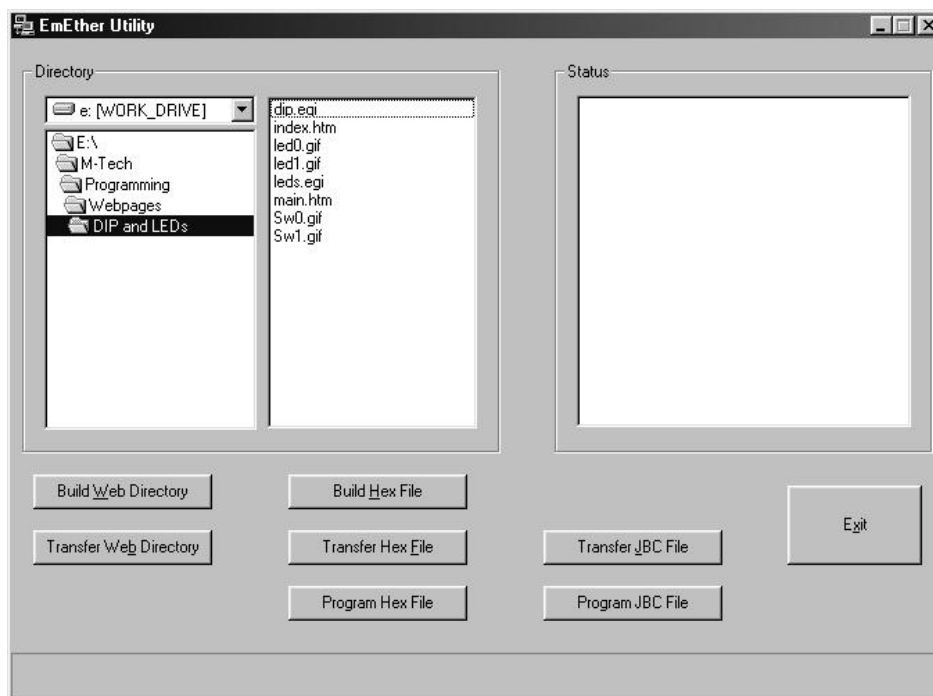 EmEther Utility
Directory
e: [WORK_DRIVE]
E:\
M-Tech
Programming
Webpages
DIP and LEDs
dip.egi
index.htm
led0.gif
led1.gif
leds.egi
main.htm
Sw0.gif
Sw1.gif
Status
Build Web Directory
Build Hex File
Exit
Transfer Web Directory
Transfer Hex File
Transfer JBC File
Program Hex File
Program JBC File